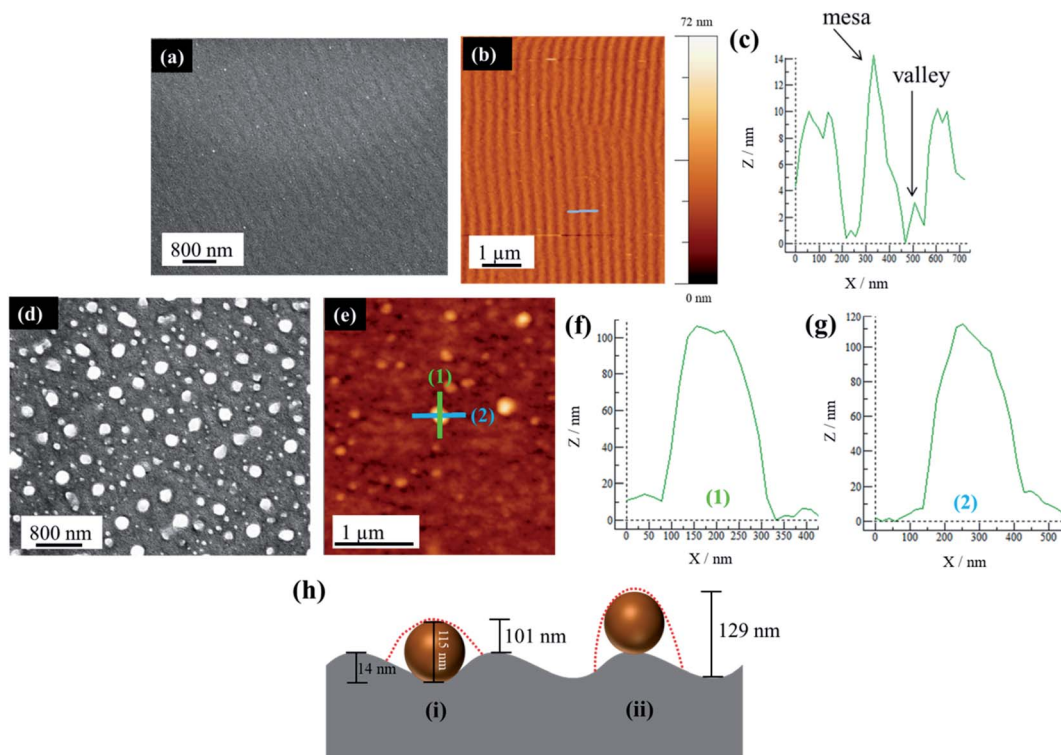 (a)
800 nm
(b)
1 µm
72 nm
0 nm
(c)
mesa
valley
Z / nm
14
12
10
8
6
4
2
0
0 100 200 300 400 500 600 700
X / nm
(d)
800 nm
(e)
(1)
(2)
1 µm
(f)
Z / nm
100
80
60
40
20
0
(1)
0 50 100 150 200 250 300 350 400
X / nm
(g)
Z / nm
120
100
80
60
40
20
0
(2)
0 100 200 300 400 500
X / nm
(h)
14 nm
115 nm
101 nm
129 nm
(i)
(ii)